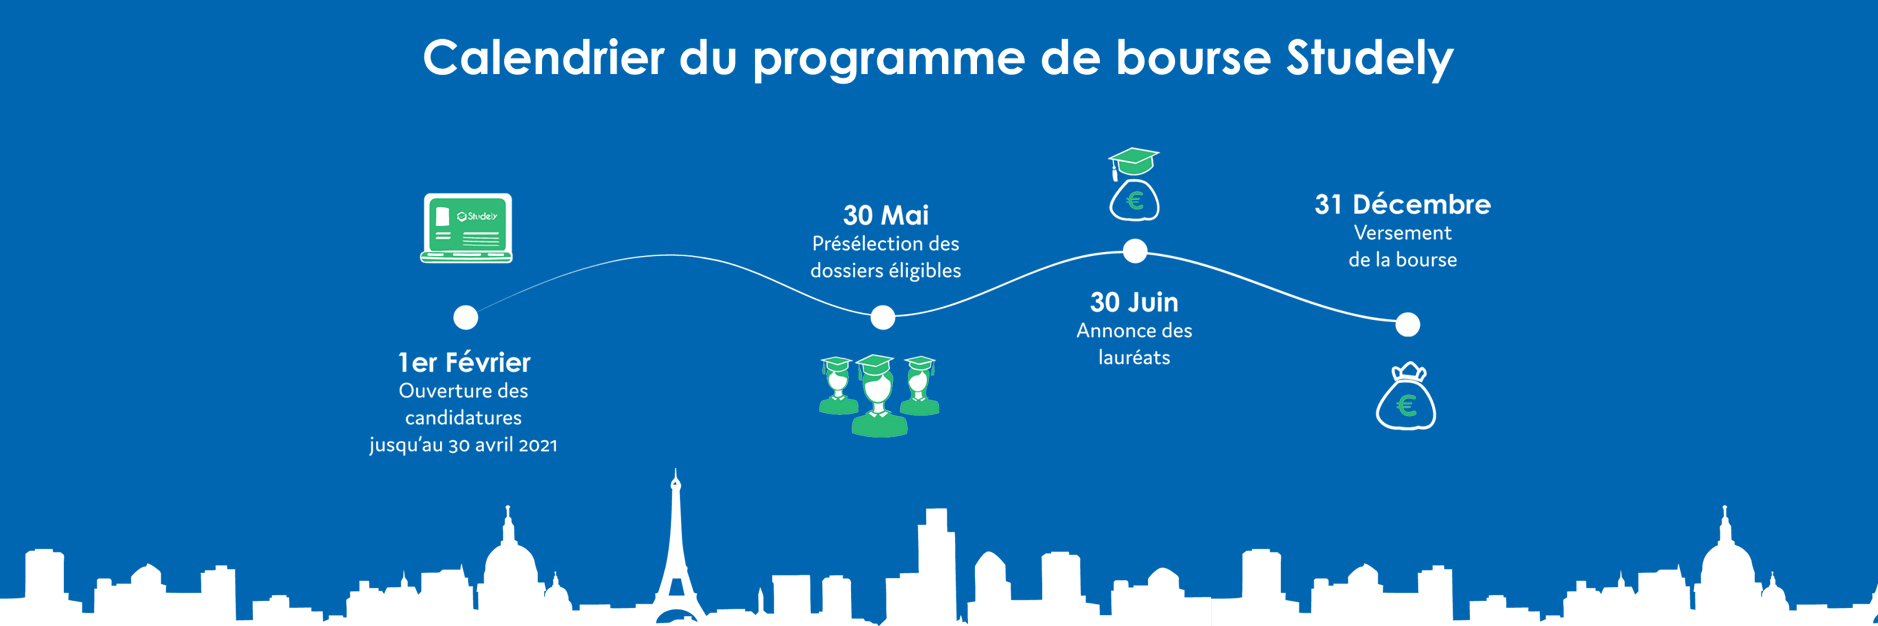 Calendrier du programme de bourse Studely
Studely
1er Février
Ouverture des
candidatures
jusqu'au 30 avril 2021
30 Mai
Présélection des
dossiers éligibles
€
30 Juin
Annonce des
lauréats
31 Décembre
Versement
de la bourse
€